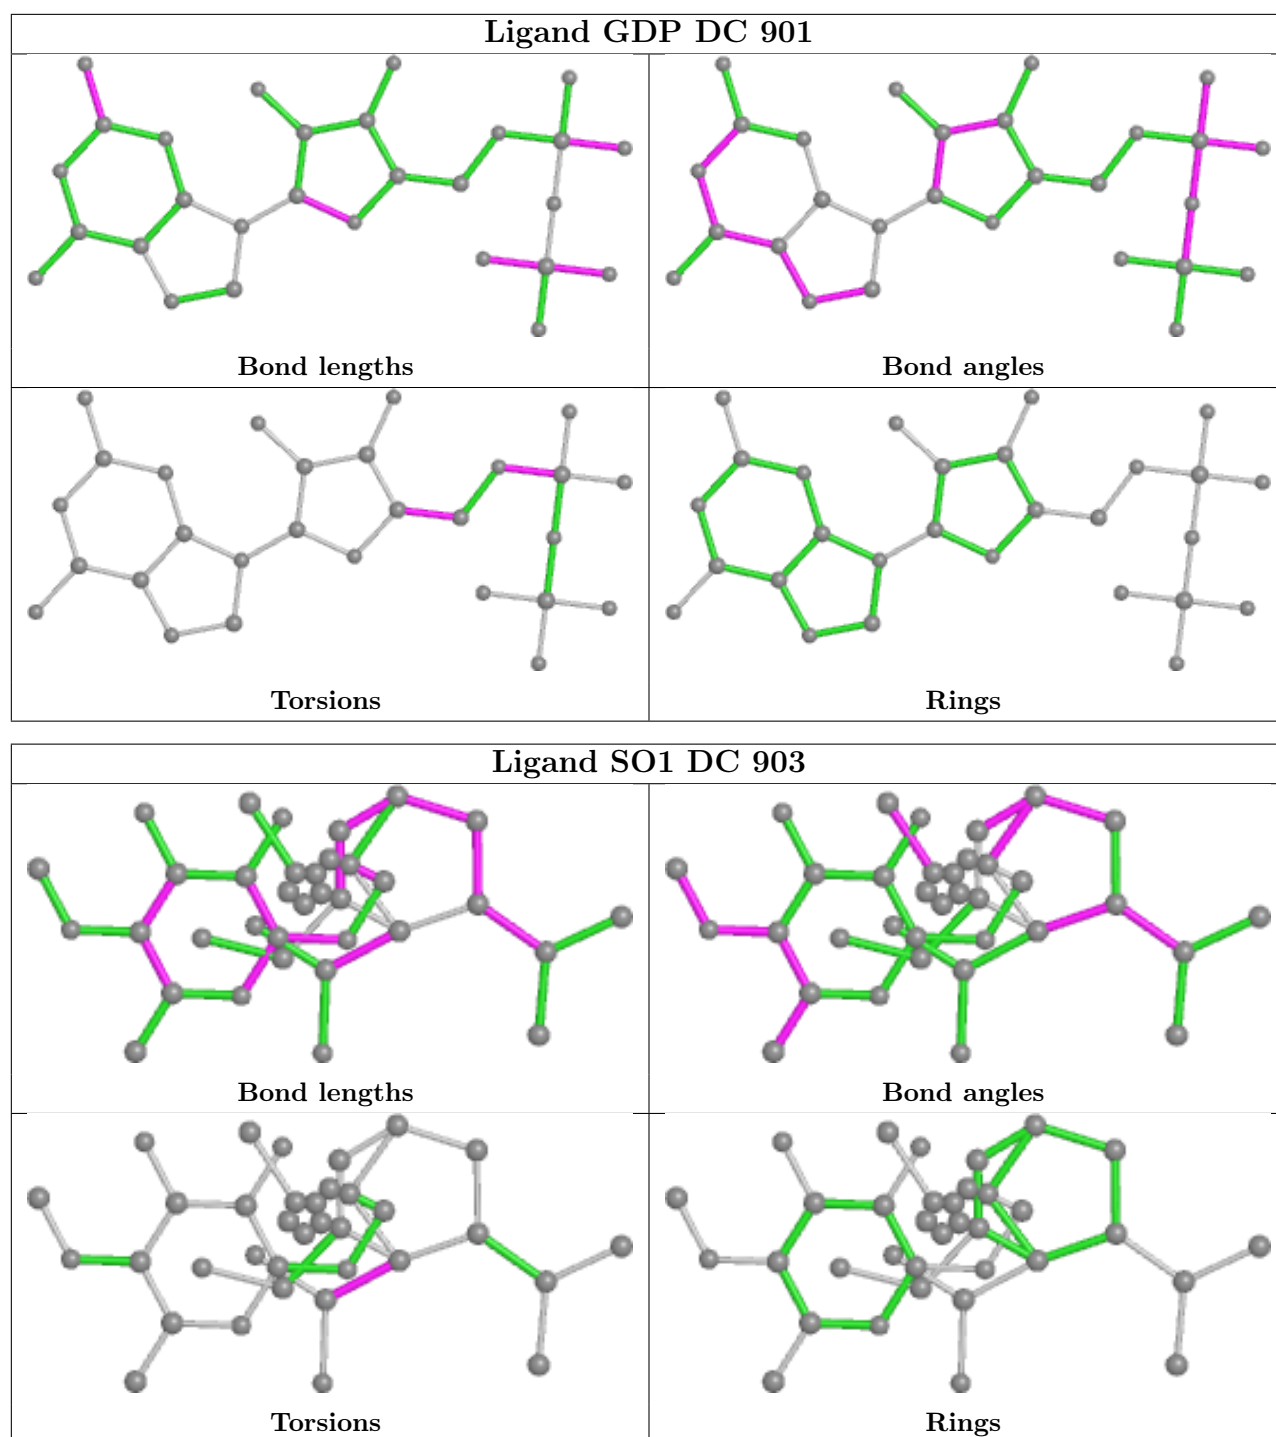 Ligand GDP DC 901
Bond lengths
Bond angles
Torsions
Rings
Ligand SO1 DC 903
Bond lengths
Bond angles
Torsions
Rings